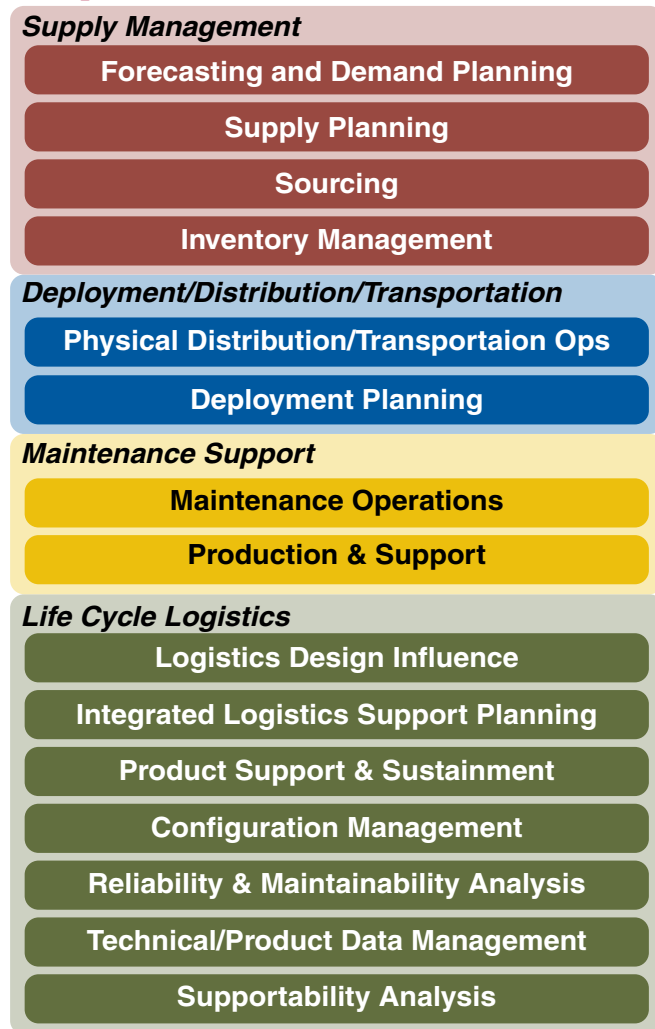 Supply Management
Forecasting and Demand Planning
Supply Planning
Sourcing
Inventory Management
Deployment/Distribution/Transportation
Physical Distribution/Transportaion Ops
Deployment Planning
Maintenance Support
Maintenance Operations
Production & Support
Life Cycle Logistics
Logistics Design Influence
Integrated Logistics Support Planning
Product Support & Sustainment
Configuration Management
Reliability & Maintainability Analysis
Technical/Product Data Management
Supportability Analysis